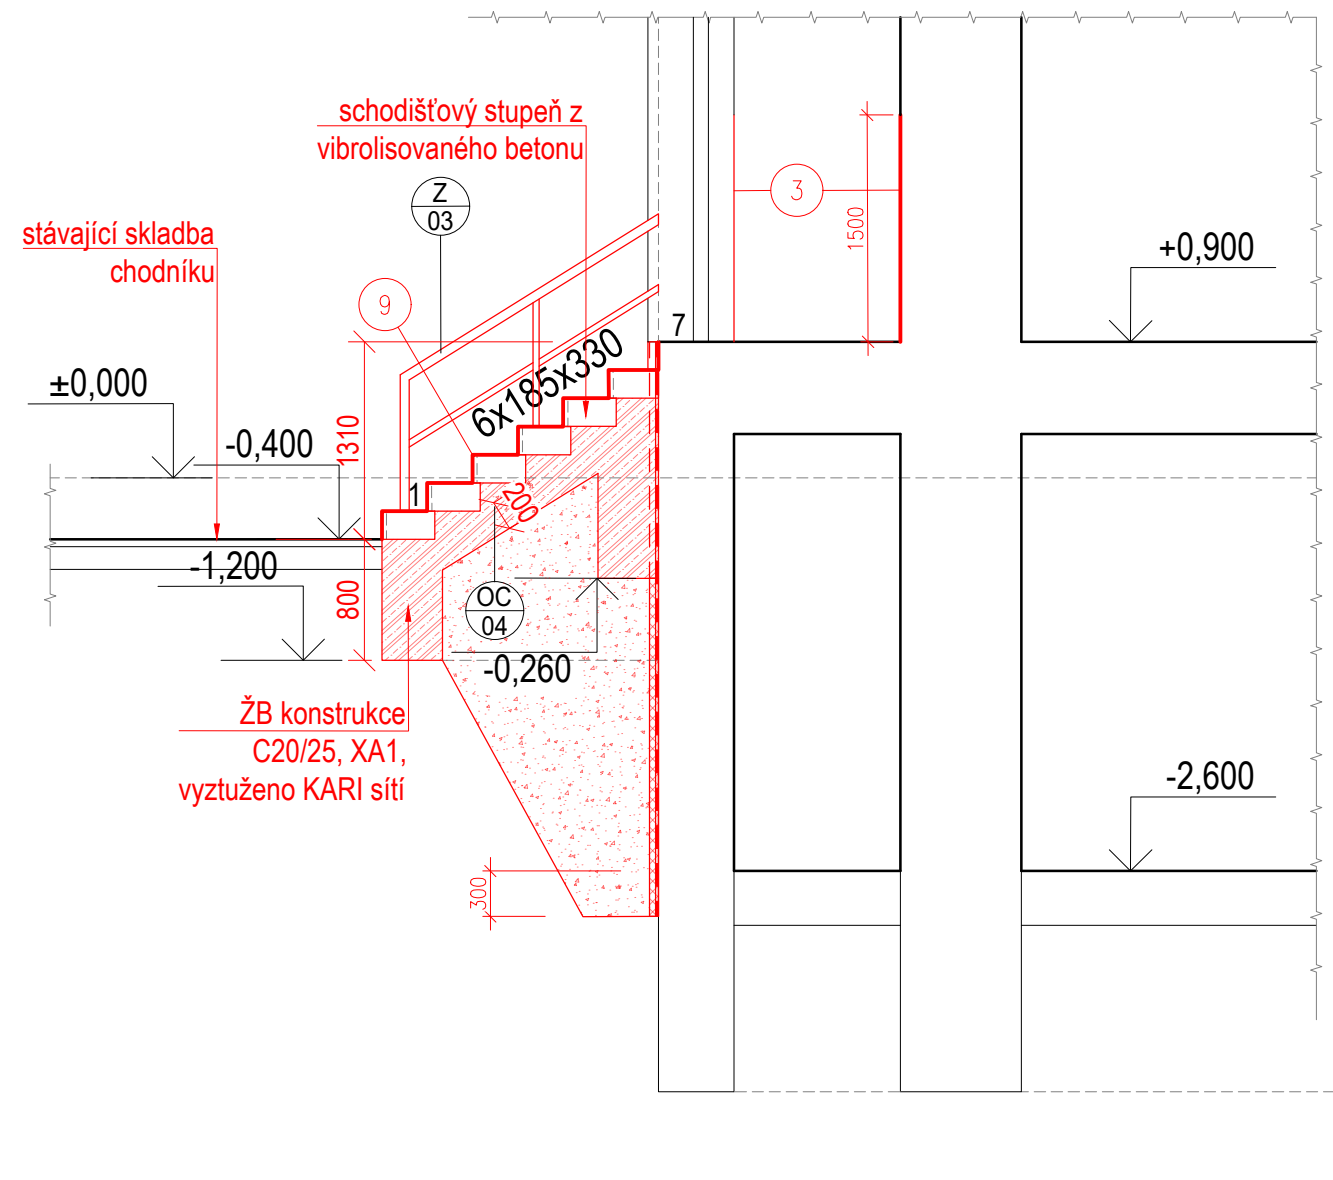 schodišťový stupeň z
vibrolisovaného betonu
Z
03
3
1500
stávající skladba
chodníku
+0,900
9
7
6x185x330
±0,000
-0,400
1310
1
200
-1,200
800
OC
04
-0,260
ŽB konstrukce
C20/25, XA1,
vyztuženo KARI sítí
-2,600
300